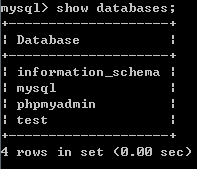 mysql> show databases;
+--------------------+
| Database           |
+--------------------+
| information_schema |
| mysql              |
| phpmyadmin         |
| test               |
+--------------------+
4 rows in set (0.00 sec)